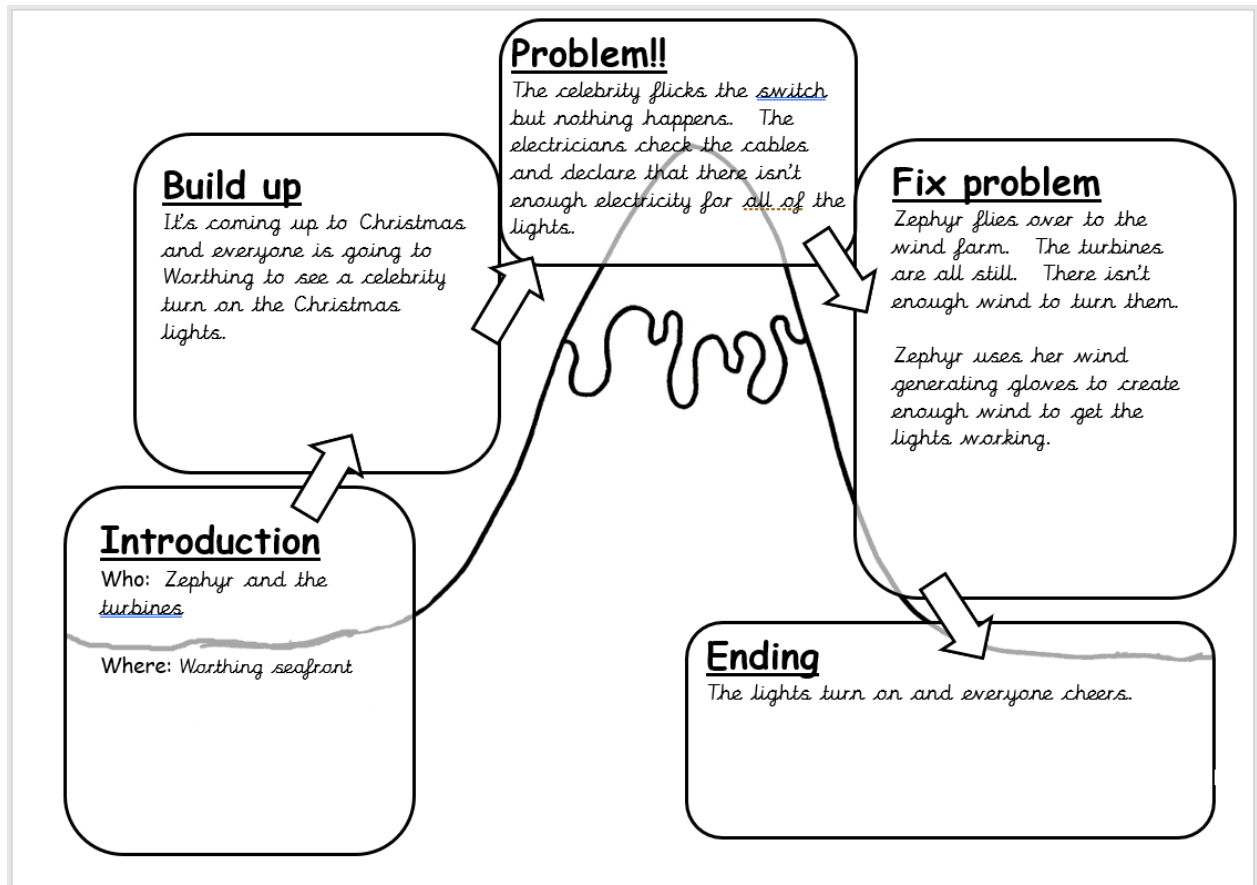 Introduction
Who: Zephyr and the
turbines
Where: Worthing seafront
Build up
It's coming up to Christmas
and everyone is going to
Worthing to see a celebrity
turn on the Christmas
lights.
Problem!!
The celebrity flicks the switch
but nothing happens. The
electricians check the cables
and declare that there isn't
enough electricity for all of the
lights.
Fix problem
Zephyr flies over to the
wind farm. The turbines
are all still. There isn't
enough wind to turn them.
Zephyr uses her wind
generating gloves to create
enough wind to get the
lights working.
Ending
The lights turn on and everyone cheers.